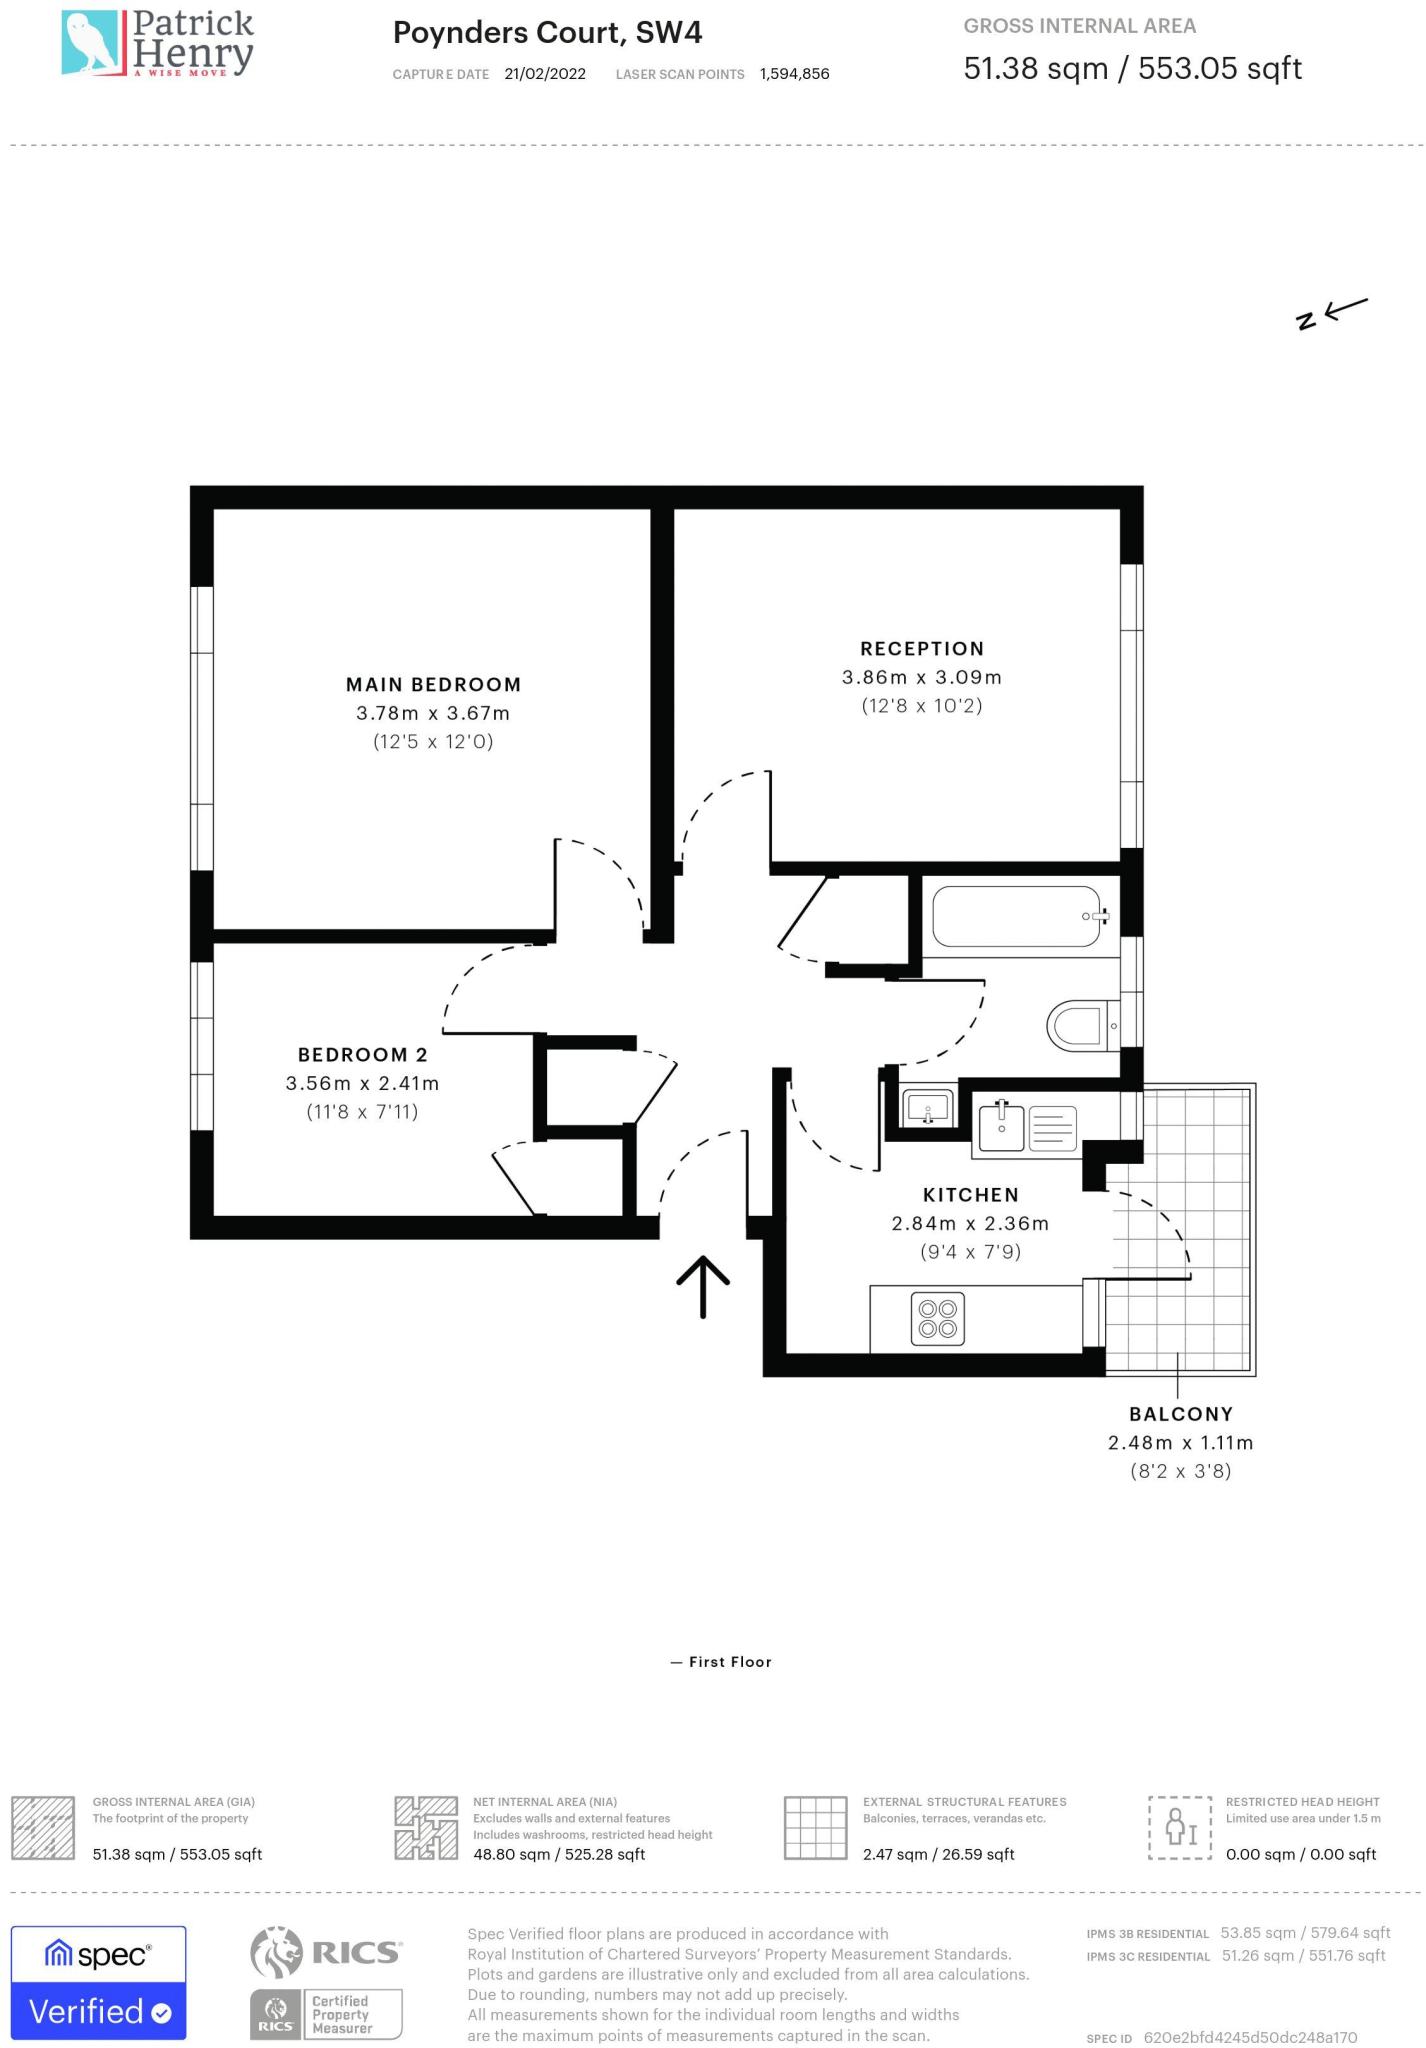 Patrick
Henry
A WISE MOVE
Poynders Court, SW4
CAPTURE DATE 21/02/2022 LASER SCAN POINTS 1,594,856
GROSS INTERNAL AREA
51.38 sqm / 553.05 sqft
N
RECEPTION
3.86m x 3.09m
(12'8 x 10'2)
MAIN BEDROOM
3.78m x 3.67m
(12'5 x 12'0)
BEDROOM 2
3.56m x 2.41m
(11'8 x 7'11)
KITCHEN
2.84m x 2.36m
(9'4 x 7'9)
BALCONY
2.48m x 1.11m
(8'2 x 3'8)
— First Floor
GROSS INTERNAL AREA (GIA)
The footprint of the property
51.38 sqm / 553.05 sqft
NET INTERNAL AREA (NIA)
Excludes walls and external features
Includes washrooms, restricted head height
48.80 sqm / 525.28 sqft
EXTERNAL STRUCTURAL FEATURES
Balconies, terraces, verandas etc.
2.47 sqm / 26.59 sqft
RESTRICTED HEAD HEIGHT
Limited use area under 1.5 m
0.00 sqm / 0.00 sqft
spec®
Verified
RICS®
RICS
Certified
Property
Measurer
Spec Verified floor plans are produced in accordance with
Royal Institution of Chartered Surveyors' Property Measurement Standards.
Plots and gardens are illustrative only and excluded from all area calculations.
Due to rounding, numbers may not add up precisely.
All measurements shown for the individual room lengths and widths
are the maximum points of measurements captured in the scan.
IPMS 3B RESIDENTIAL 53.85 sqm / 579.64 sqft
IPMS 3C RESIDENTIAL 51.26 sqm / 551.76 sqft
SPEC ID 620e2bfd4245d50dc248a170